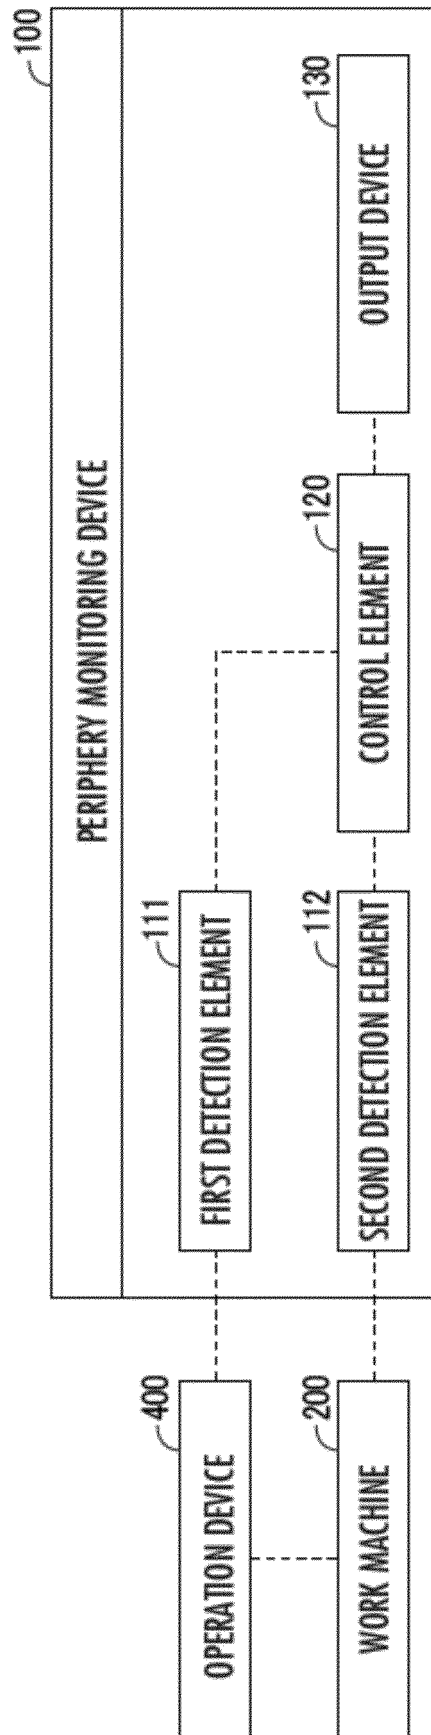 100
PERIPHERY MONITORING DEVICE
400
OPERATION DEVICE
111
FIRST DETECTION ELEMENT
200
WORK MACHINE
112
SECOND DETECTION ELEMENT
120
CONTROL ELEMENT
130
OUTPUT DEVICE